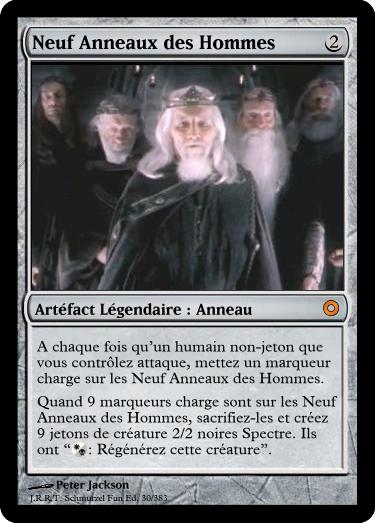 Neuf Anneaux des Hommes 2
Artéfact Légendaire : Anneau
A chaque fois qu'un humain non-jeton que
vous contrôlez attaque, mettez un marqueur
charge sur les Neuf Anneaux des Hommes.
Quand 9 marqueurs charge sont sur les Neuf
Anneaux des Hommes, sacrifiez-les et créez
9 jetons de créature 2/2 noires Spectre. Ils
ont “ : Régénérez cette créature”.
Peter Jackson
J.R.R.T. Schmurzel Fun Ed. 30/383